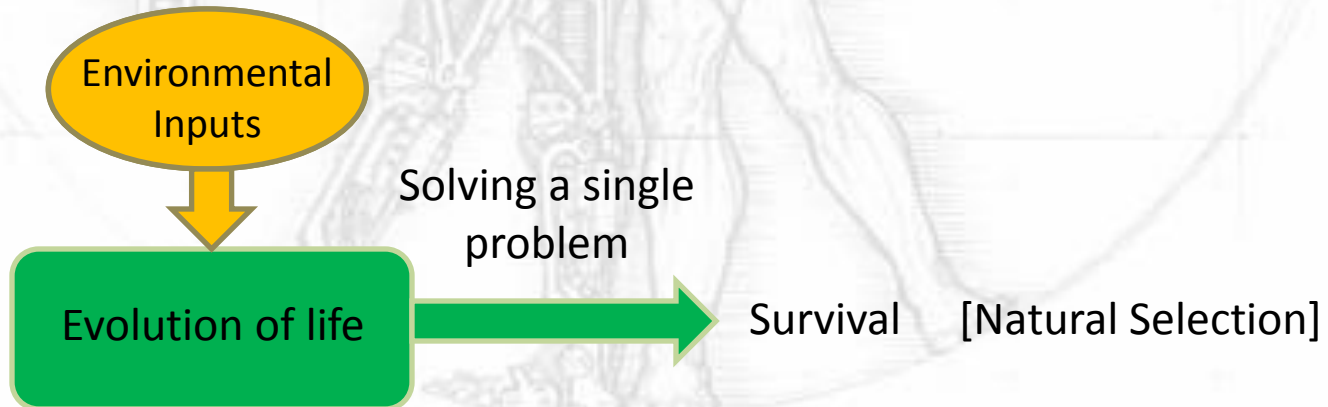 Environmental
Inputs
Solving a single
problem
Evolution of life
Survival [Natural Selection]